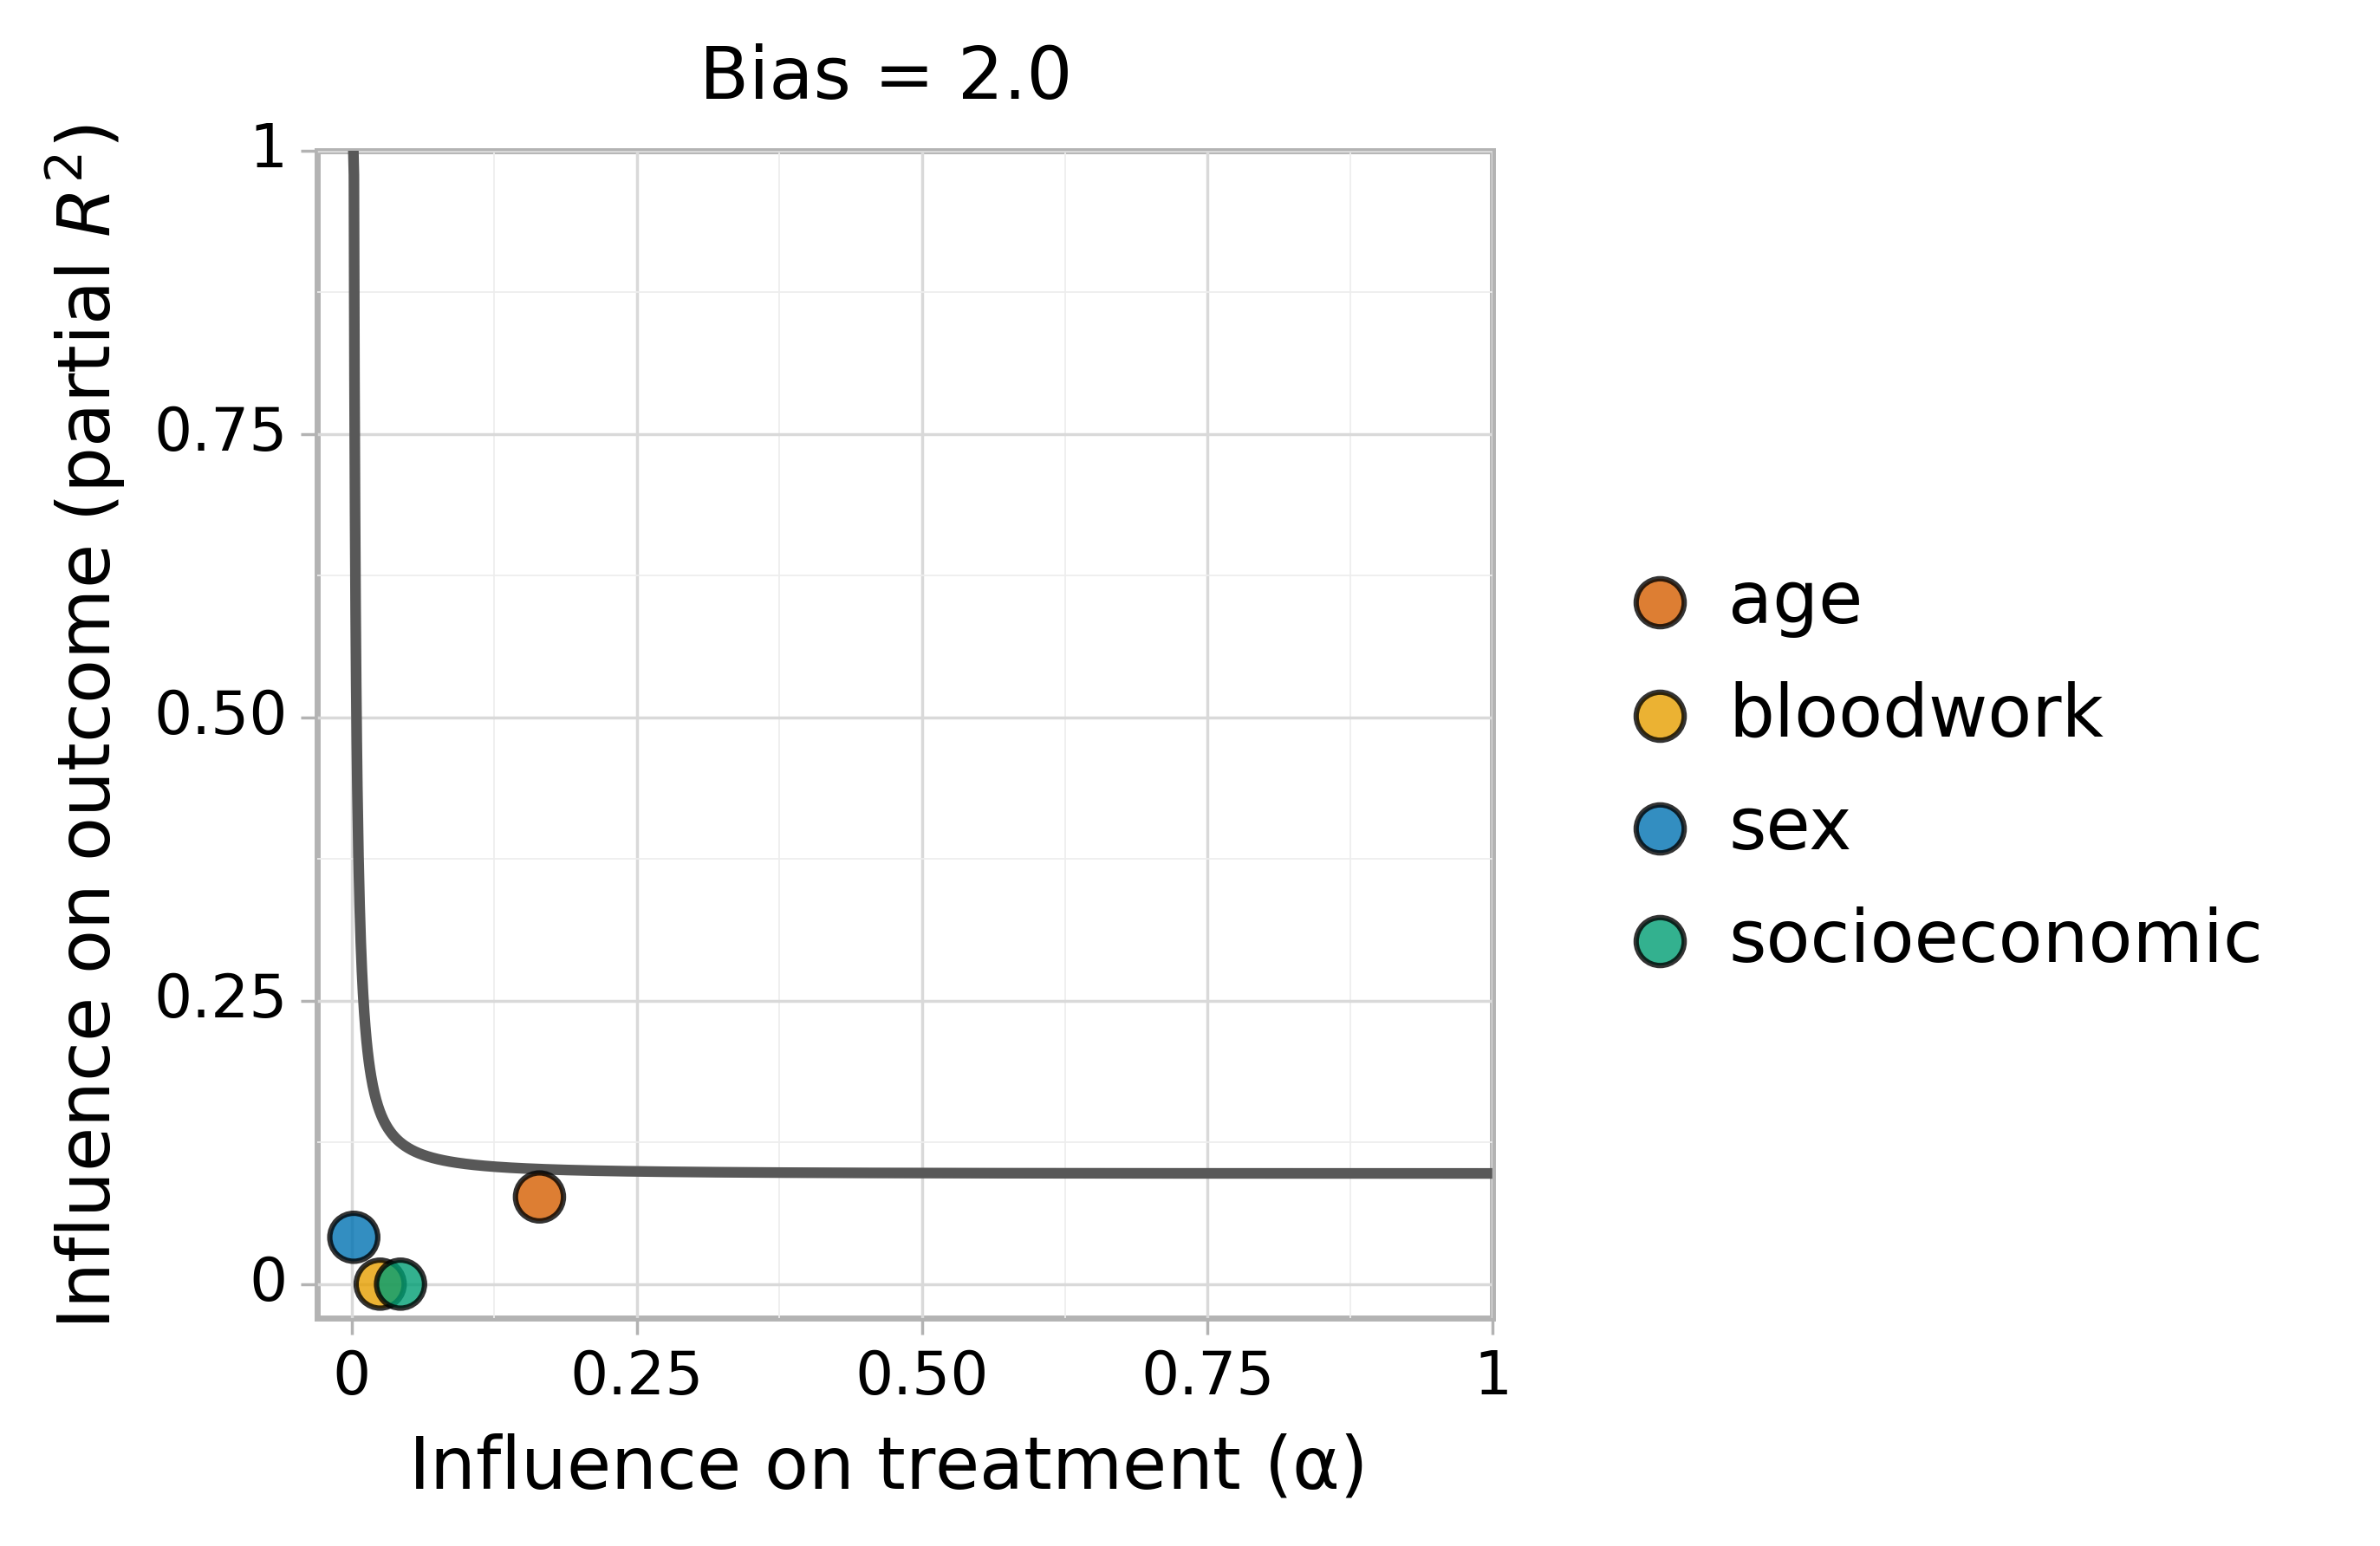 Bias = 2.0
Influence on outcome (partial R²)
1
0.75
0.50
0.25
0
0
0.25
0.50
0.75
1
Influence on treatment (α)
age
bloodwork
sex
socioeconomic